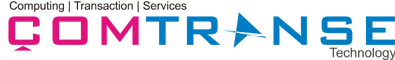 Computing | Transaction | Services
COMTRANSE
Technology